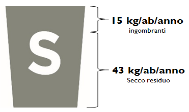 15 kg/ab/anno
ingombranti
S
43 kg/ab/anno
Secco residuo